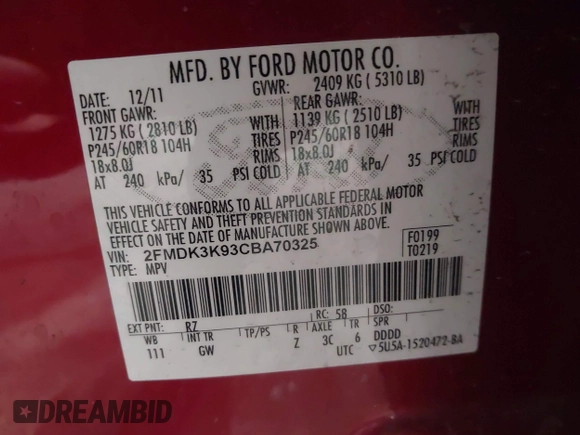 MFD. BY FORD MOTOR CO.
DATE: 12/11 GVWR: 2409 KG ( 5310 LB)
FRONT GAWR: REAR GAWR:
1275 KG ( 2810 LB) WITH 1139 KG ( 2510 LB) WITH
P245/60R18 104H TIRES P245/60R18 104H TIRES
18x8.0J RIMS 18x8.0J RIMS
AT 240 kPa/ 35 PSI COLD AT 240 kPa/ 35 PSI COLD
THIS VEHICLE CONFORMS TO ALL APPLICABLE FEDERAL MOTOR
VEHICLE SAFETY AND THEFT PREVENTION STANDARDS IN
EFFECT ON THE DATE OF MANUFACTURE SHOWN ABOVE.
VIN: 2FMDK3K93CBA70325 F0199
TYPE: MPV T0219
EXT PNT: RZ RC: 58 DSO:
WB INT TR TP/PS R AXLE TR SPR
111 GW Z 3C 6 DDDD
UTC ▽5U5A-1520472-BA
DREAMBID